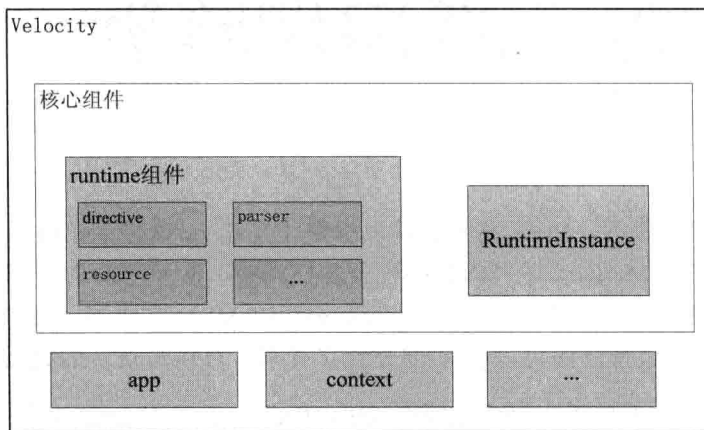 Velocity
核心组件
runtime组件
directive
parser
resource
...
RuntimeInstance
app
context
...